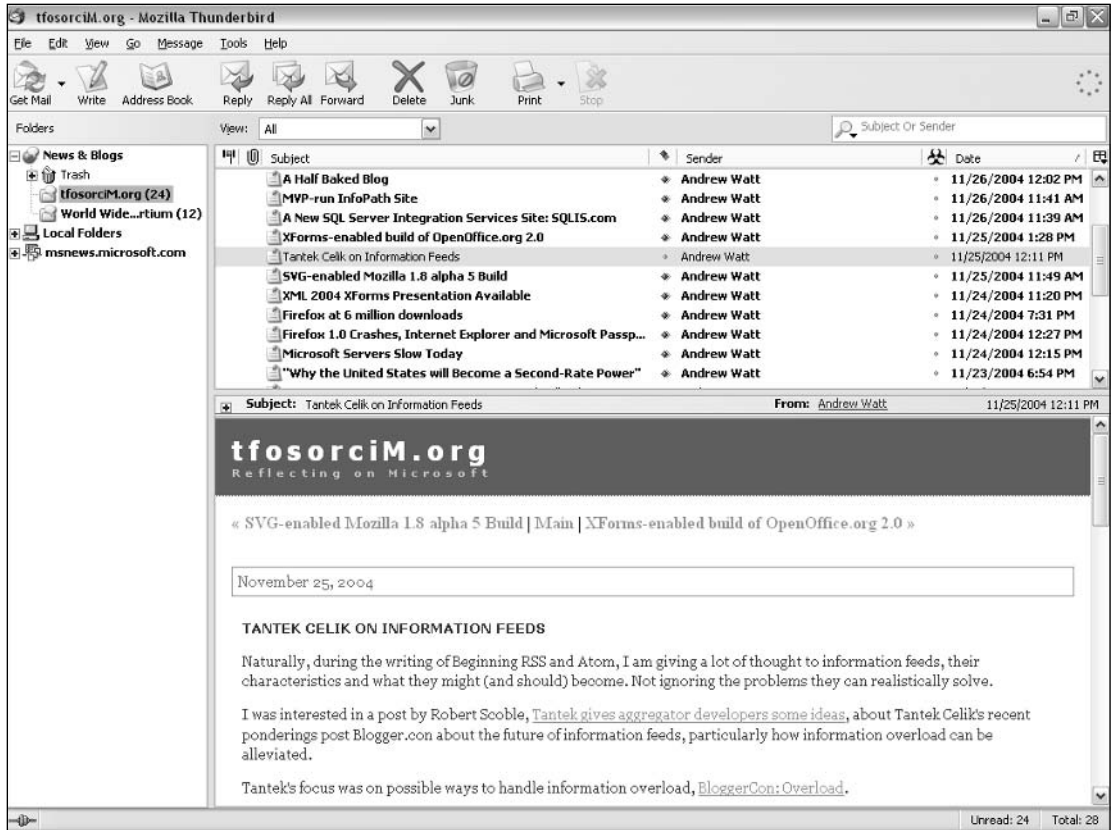 tfosorciM.org - Mozilla Thunderbird
File Edit View Go Message Tools Help
Get Mail Write Address Book Reply Reply All Forward Delete Junk Print Stop
Folders View: All Subject Or Sender
News & Blogs
Trash
tfosorciM.org (24)
World Wide...rtium (12)
Local Folders
msnews.microsoft.com
Subject Sender Date
A Half Baked Blog Andrew Watt 11/26/2004 12:02 PM
MVP-run InfoPath Site Andrew Watt 11/26/2004 11:41 AM
A New SQL Server Integration Services Site: SQLIS.com Andrew Watt 11/26/2004 11:39 AM
XForms-enabled build of OpenOffice.org 2.0 Andrew Watt 11/25/2004 1:28 PM
Tantek Celik on Information Feeds Andrew Watt 11/25/2004 12:11 PM
SVG-enabled Mozilla 1.8 alpha 5 Build Andrew Watt 11/25/2004 11:49 AM
XML 2004 XForms Presentation Available Andrew Watt 11/24/2004 11:20 PM
Firefox at 6 million downloads Andrew Watt 11/24/2004 7:31 PM
Firefox 1.0 Crashes, Internet Explorer and Microsoft Passp... Andrew Watt 11/24/2004 12:27 PM
Microsoft Servers Slow Today Andrew Watt 11/24/2004 12:15 PM
"Why the United States will Become a Second-Rate Power" Andrew Watt 11/23/2004 6:54 PM
Subject: Tantek Celik on Information Feeds From: Andrew Watt 11/25/2004 12:11 PM
tfosorciM.org
Reflecting on Microsoft
« SVG-enabled Mozilla 1.8 alpha 5 Build | Main | XForms-enabled build of OpenOffice.org 2.0 »
November 25, 2004
TANTEK CELIK ON INFORMATION FEEDS
Naturally, during the writing of Beginning RSS and Atom, I am giving a lot of thought to information feeds, their
characteristics and what they might (and should) become. Not ignoring the problems they can realistically solve.
I was interested in a post by Robert Scoble, Tantek gives aggregator developers some ideas, about Tantek Celik's recent
ponderings post Blogger.con about the future of information feeds, particularly how information overload can be
alleviated.
Tantek's focus was on possible ways to handle information overload, BloggerCon: Overload.
Unread: 24 Total: 28